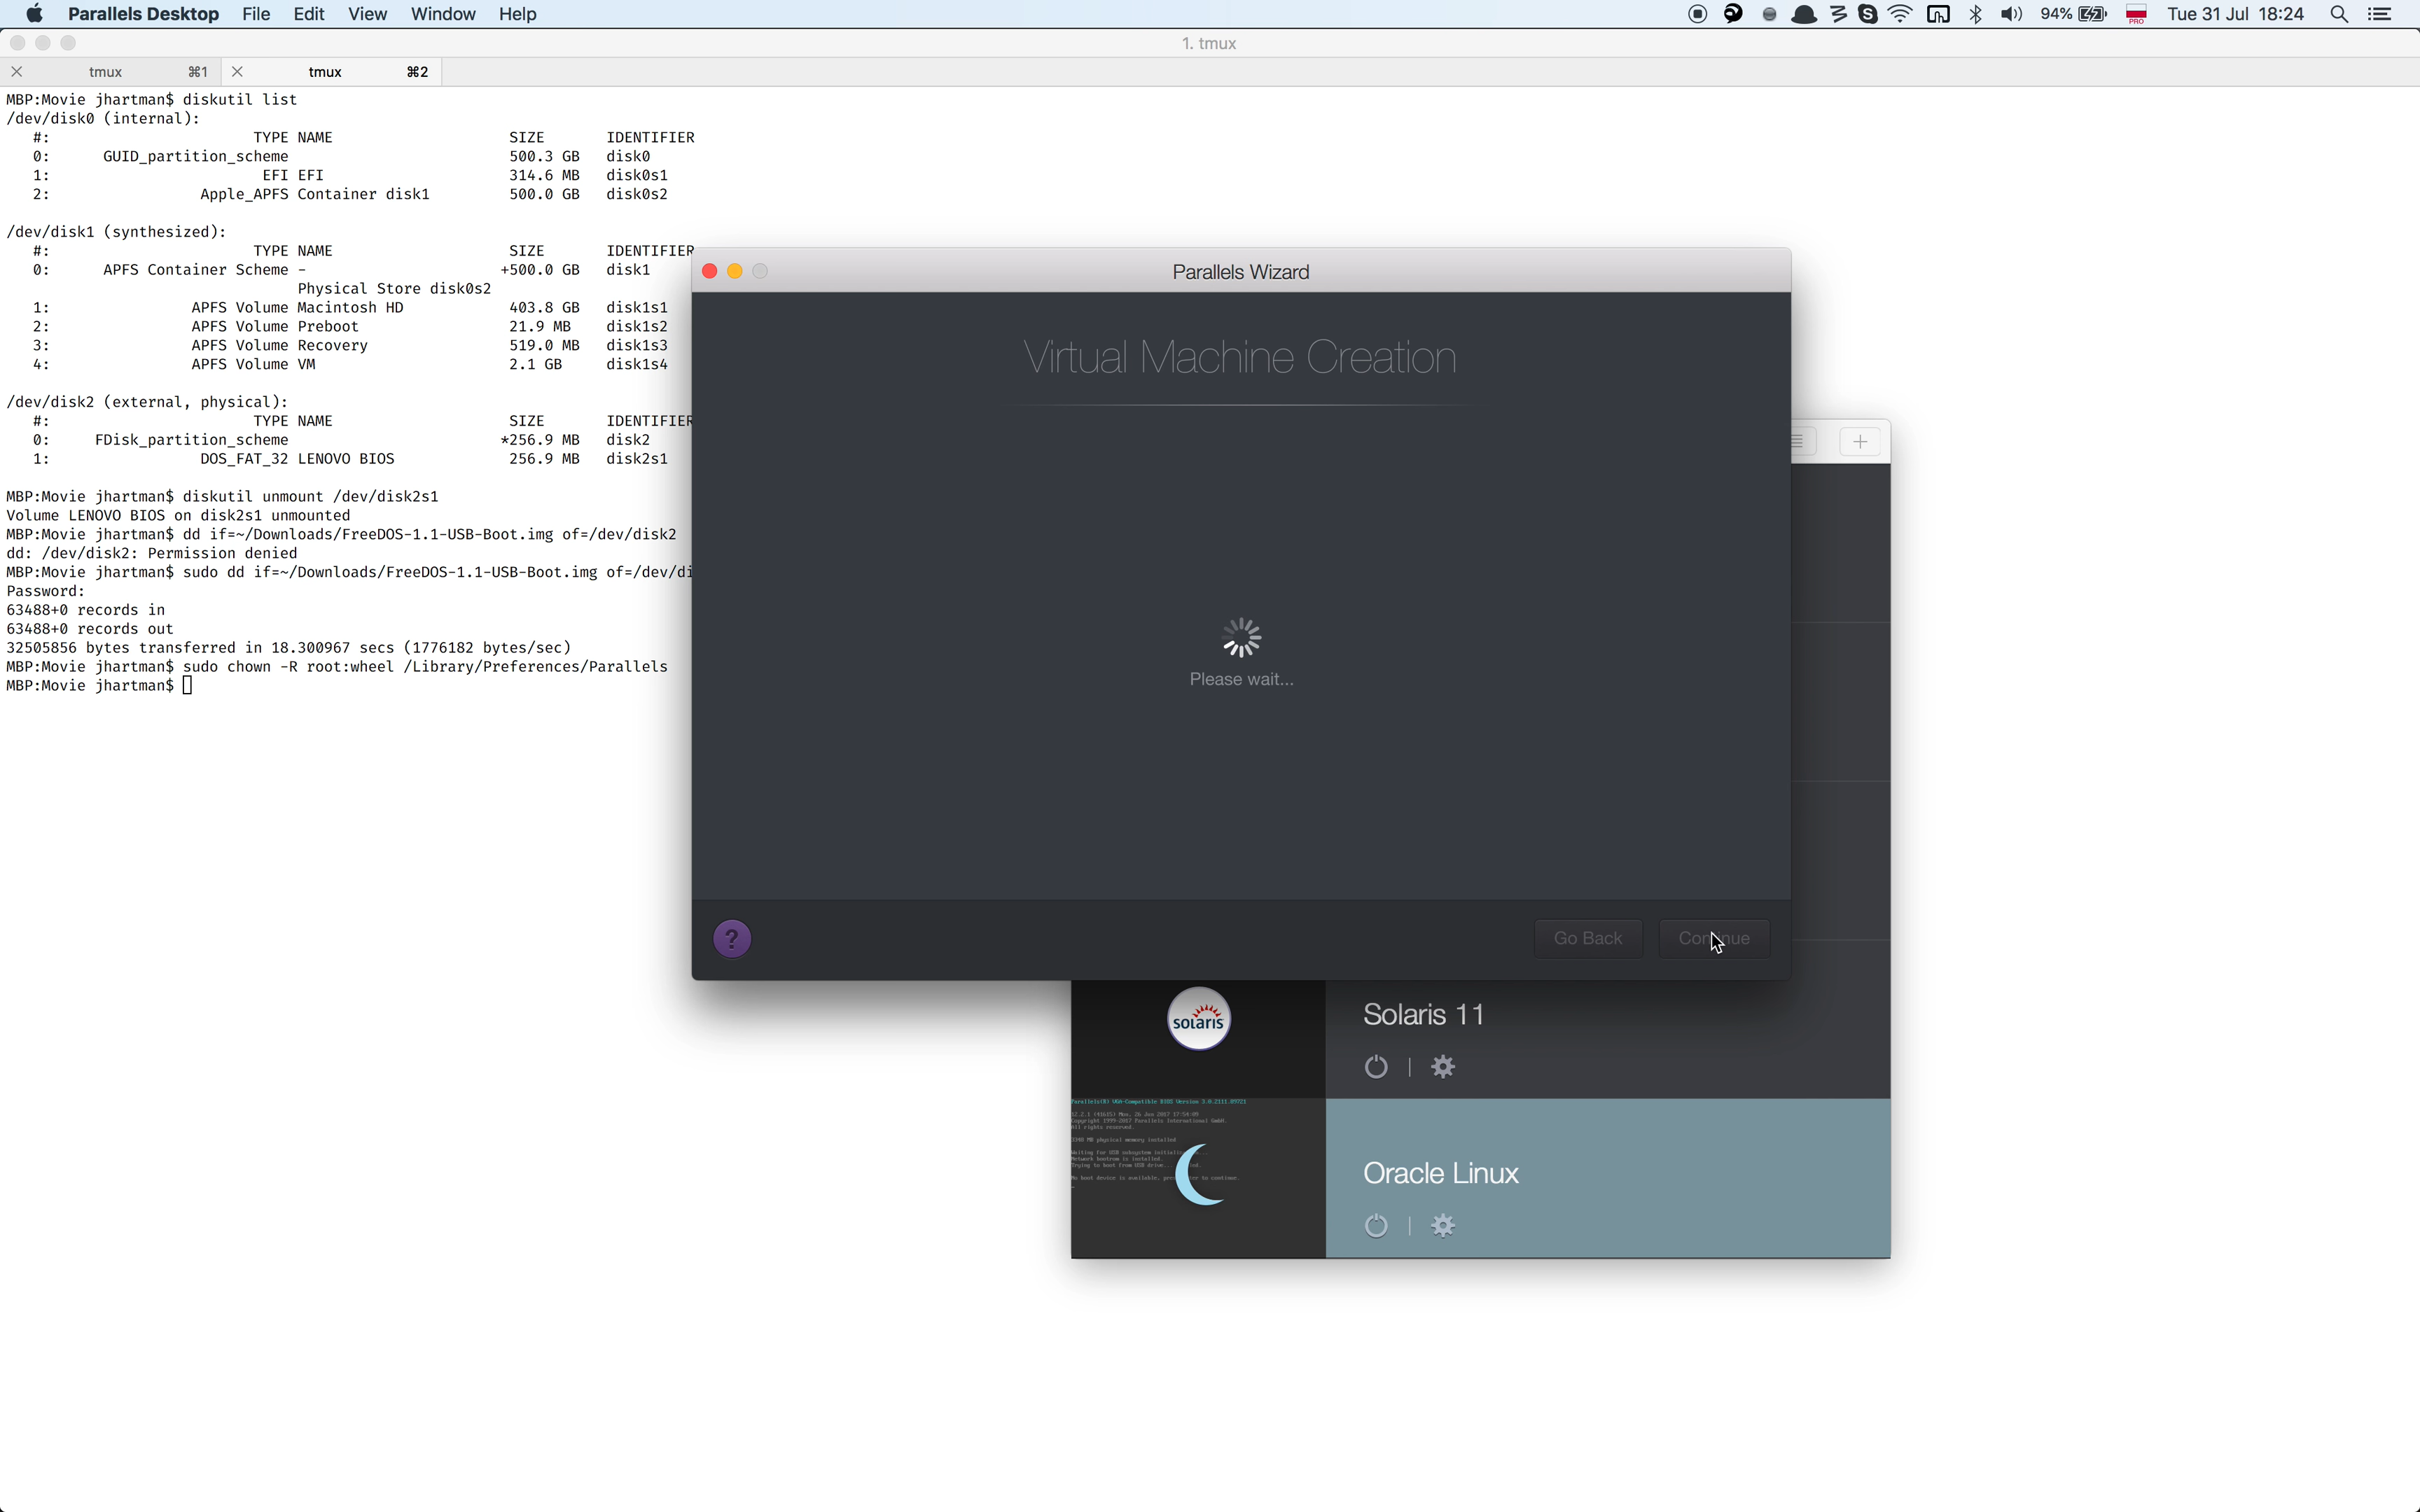 Parallels Desktop File Edit View Window Help
94% PRO Tue 31 Jul 18:24
1. tmux
tmux ⌘1 tmux ⌘2
MBP:Movie jhartman$ diskutil list
/dev/disk0 (internal):
#: TYPE NAME SIZE IDENTIFIER
0: GUID_partition_scheme 500.3 GB disk0
1: EFI EFI 314.6 MB disk0s1
2: Apple_APFS Container disk1 500.0 GB disk0s2
/dev/disk1 (synthesized):
#: TYPE NAME SIZE IDENTIFIER
0: APFS Container Scheme - +500.0 GB disk1
Physical Store disk0s2
1: APFS Volume Macintosh HD 403.8 GB disk1s1
2: APFS Volume Preboot 21.9 MB disk1s2
3: APFS Volume Recovery 519.0 MB disk1s3
4: APFS Volume VM 2.1 GB disk1s4
/dev/disk2 (external, physical):
#: TYPE NAME SIZE IDENTIFIER
0: FDisk_partition_scheme *256.9 MB disk2
1: DOS_FAT_32 LENOVO BIOS 256.9 MB disk2s1
MBP:Movie jhartman$ diskutil unmount /dev/disk2s1
Volume LENOVO BIOS on disk2s1 unmounted
MBP:Movie jhartman$ dd if=~/Downloads/FreeDOS-1.1-USB-Boot.img of=/dev/disk2
dd: /dev/disk2: Permission denied
MBP:Movie jhartman$ sudo dd if=~/Downloads/FreeDOS-1.1-USB-Boot.img of=/dev/di
Password:
63488+0 records in
63488+0 records out
32505856 bytes transferred in 18.300967 secs (1776182 bytes/sec)
MBP:Movie jhartman$ sudo chown -R root:wheel /Library/Preferences/Parallels
MBP:Movie jhartman$
Parallels Wizard
Virtual Machine Creation
Please wait...
?
Go Back
Continue
solaris
Solaris 11
Oracle Linux